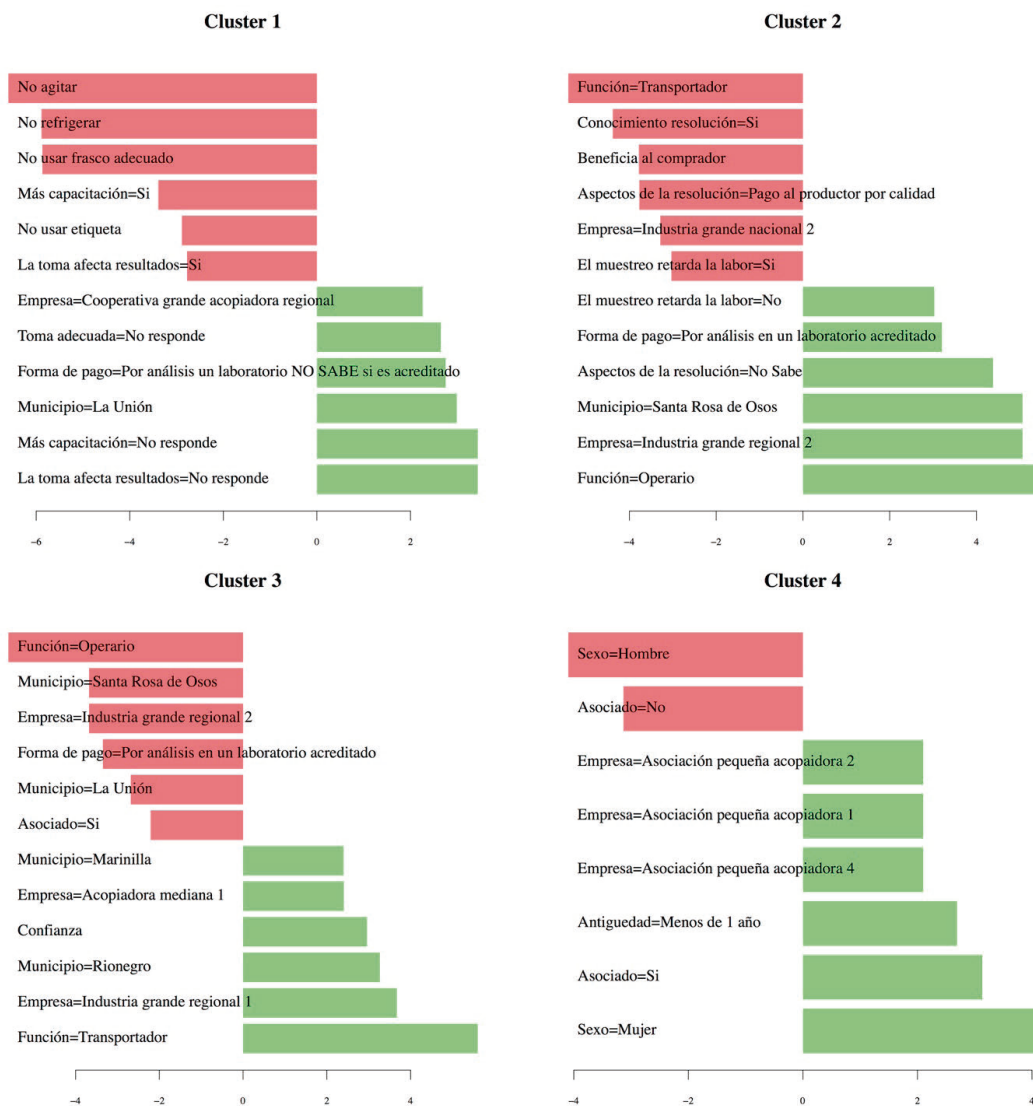 Cluster 1
No agitar
No refrigerar
No usar frasco adecuado
Más capacitación=Si
No usar etiqueta
La toma afecta resultados=Si
Empresa=Cooperativa grande acopiadora regional
Toma adecuada=No responde
Forma de pago=Por análisis un laboratorio NO SABE si es acreditado
Municipio=La Unión
Más capacitación=No responde
La toma afecta resultados=No responde
−6 −4 −2 0 2
Cluster 2
Función=Transportador
Conocimiento resolución=Si
Beneficia al comprador
Aspectos de la resolución=Pago al productor por calidad
Empresa=Industria grande nacional 2
El muestreo retarda la labor=Si
El muestreo retarda la labor=No
Forma de pago=Por análisis en un laboratorio acreditado
Aspectos de la resolución=No Sabe
Municipio=Santa Rosa de Osos
Empresa=Industria grande regional 2
Función=Operario
−4 −2 0 2 4
Cluster 3
Función=Operario
Municipio=Santa Rosa de Osos
Empresa=Industria grande regional 2
Forma de pago=Por análisis en un laboratorio acreditado
Municipio=La Unión
Asociado=Si
Municipio=Marinilla
Empresa=Acopiadora mediana 1
Confianza
Municipio=Rionegro
Empresa=Industria grande regional 1
Función=Transportador
−4 −2 0 2 4
Cluster 4
Sexo=Hombre
Asociado=No
Empresa=Asociación pequeña acopaidora 2
Empresa=Asociación pequeña acopiadora 1
Empresa=Asociación pequeña acopiadora 4
Antiguedad=Menos de 1 año
Asociado=Si
Sexo=Mujer
−4 −2 0 2 4